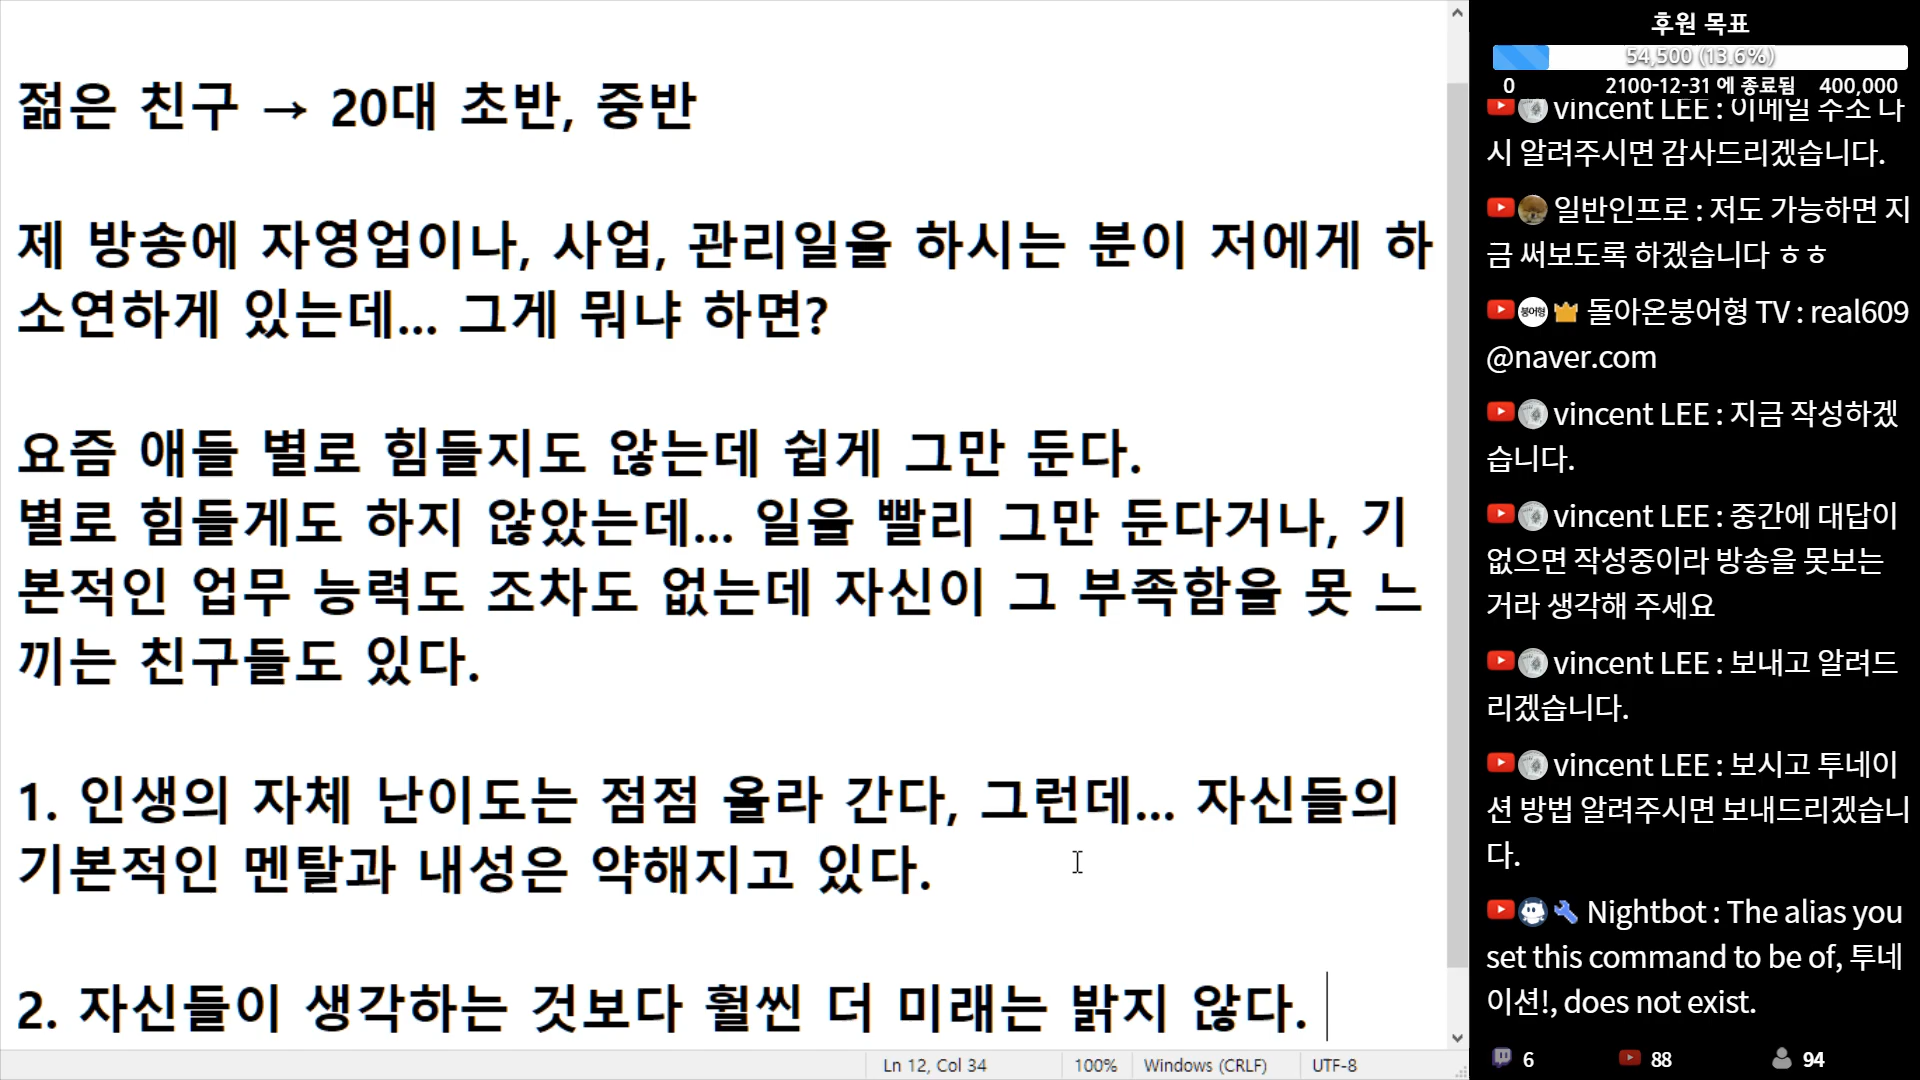 젊은 친구 → 20대 초반, 중반
제 방송에 자영업이나, 사업, 관리일을 하시는 분이 저에게 하
소연하게 있는데... 그게 뭐냐 하면?
요즘 애들 별로 힘들지도 않는데 쉽게 그만 둔다.
별로 힘들게도 하지 않았는데... 일을 빨리 그만 둔다거나, 기
본적인 업무 능력도 조차도 없는데 자신이 그 부족함을 못 느
끼는 친구들도 있다.
1. 인생의 자체 난이도는 점점 올라 간다, 그런데... 자신들의
기본적인 멘탈과 내성은 약해지고 있다.
2. 자신들이 생각하는 것보다 훨씬 더 미래는 밝지 않다.
Ln 12, Col 34
100%
Windows (CRLF)
UTF-8
후원 목표
54,500 (13.6%)
0 2100-12-31 에 종료됨 400,000
vincent LEE : 이메일 주소 다
시 알려주시면 감사드리겠습니다.
일반인프로 : 저도 가능하면 지
금 써보도록 하겠습니다 ㅎㅎ
붕어형 돌아온붕어형 TV : real609
@naver.com
vincent LEE : 지금 작성하겠
습니다.
vincent LEE : 중간에 대답이
없으면 작성중이라 방송을 못보는
거라 생각해 주세요
vincent LEE : 보내고 알려드
리겠습니다.
vincent LEE : 보시고 투네이
션 방법 알려주시면 보내드리겠습니
다.
Nightbot : The alias you
set this command to be of, 투네
이션!, does not exist.
6 88 94